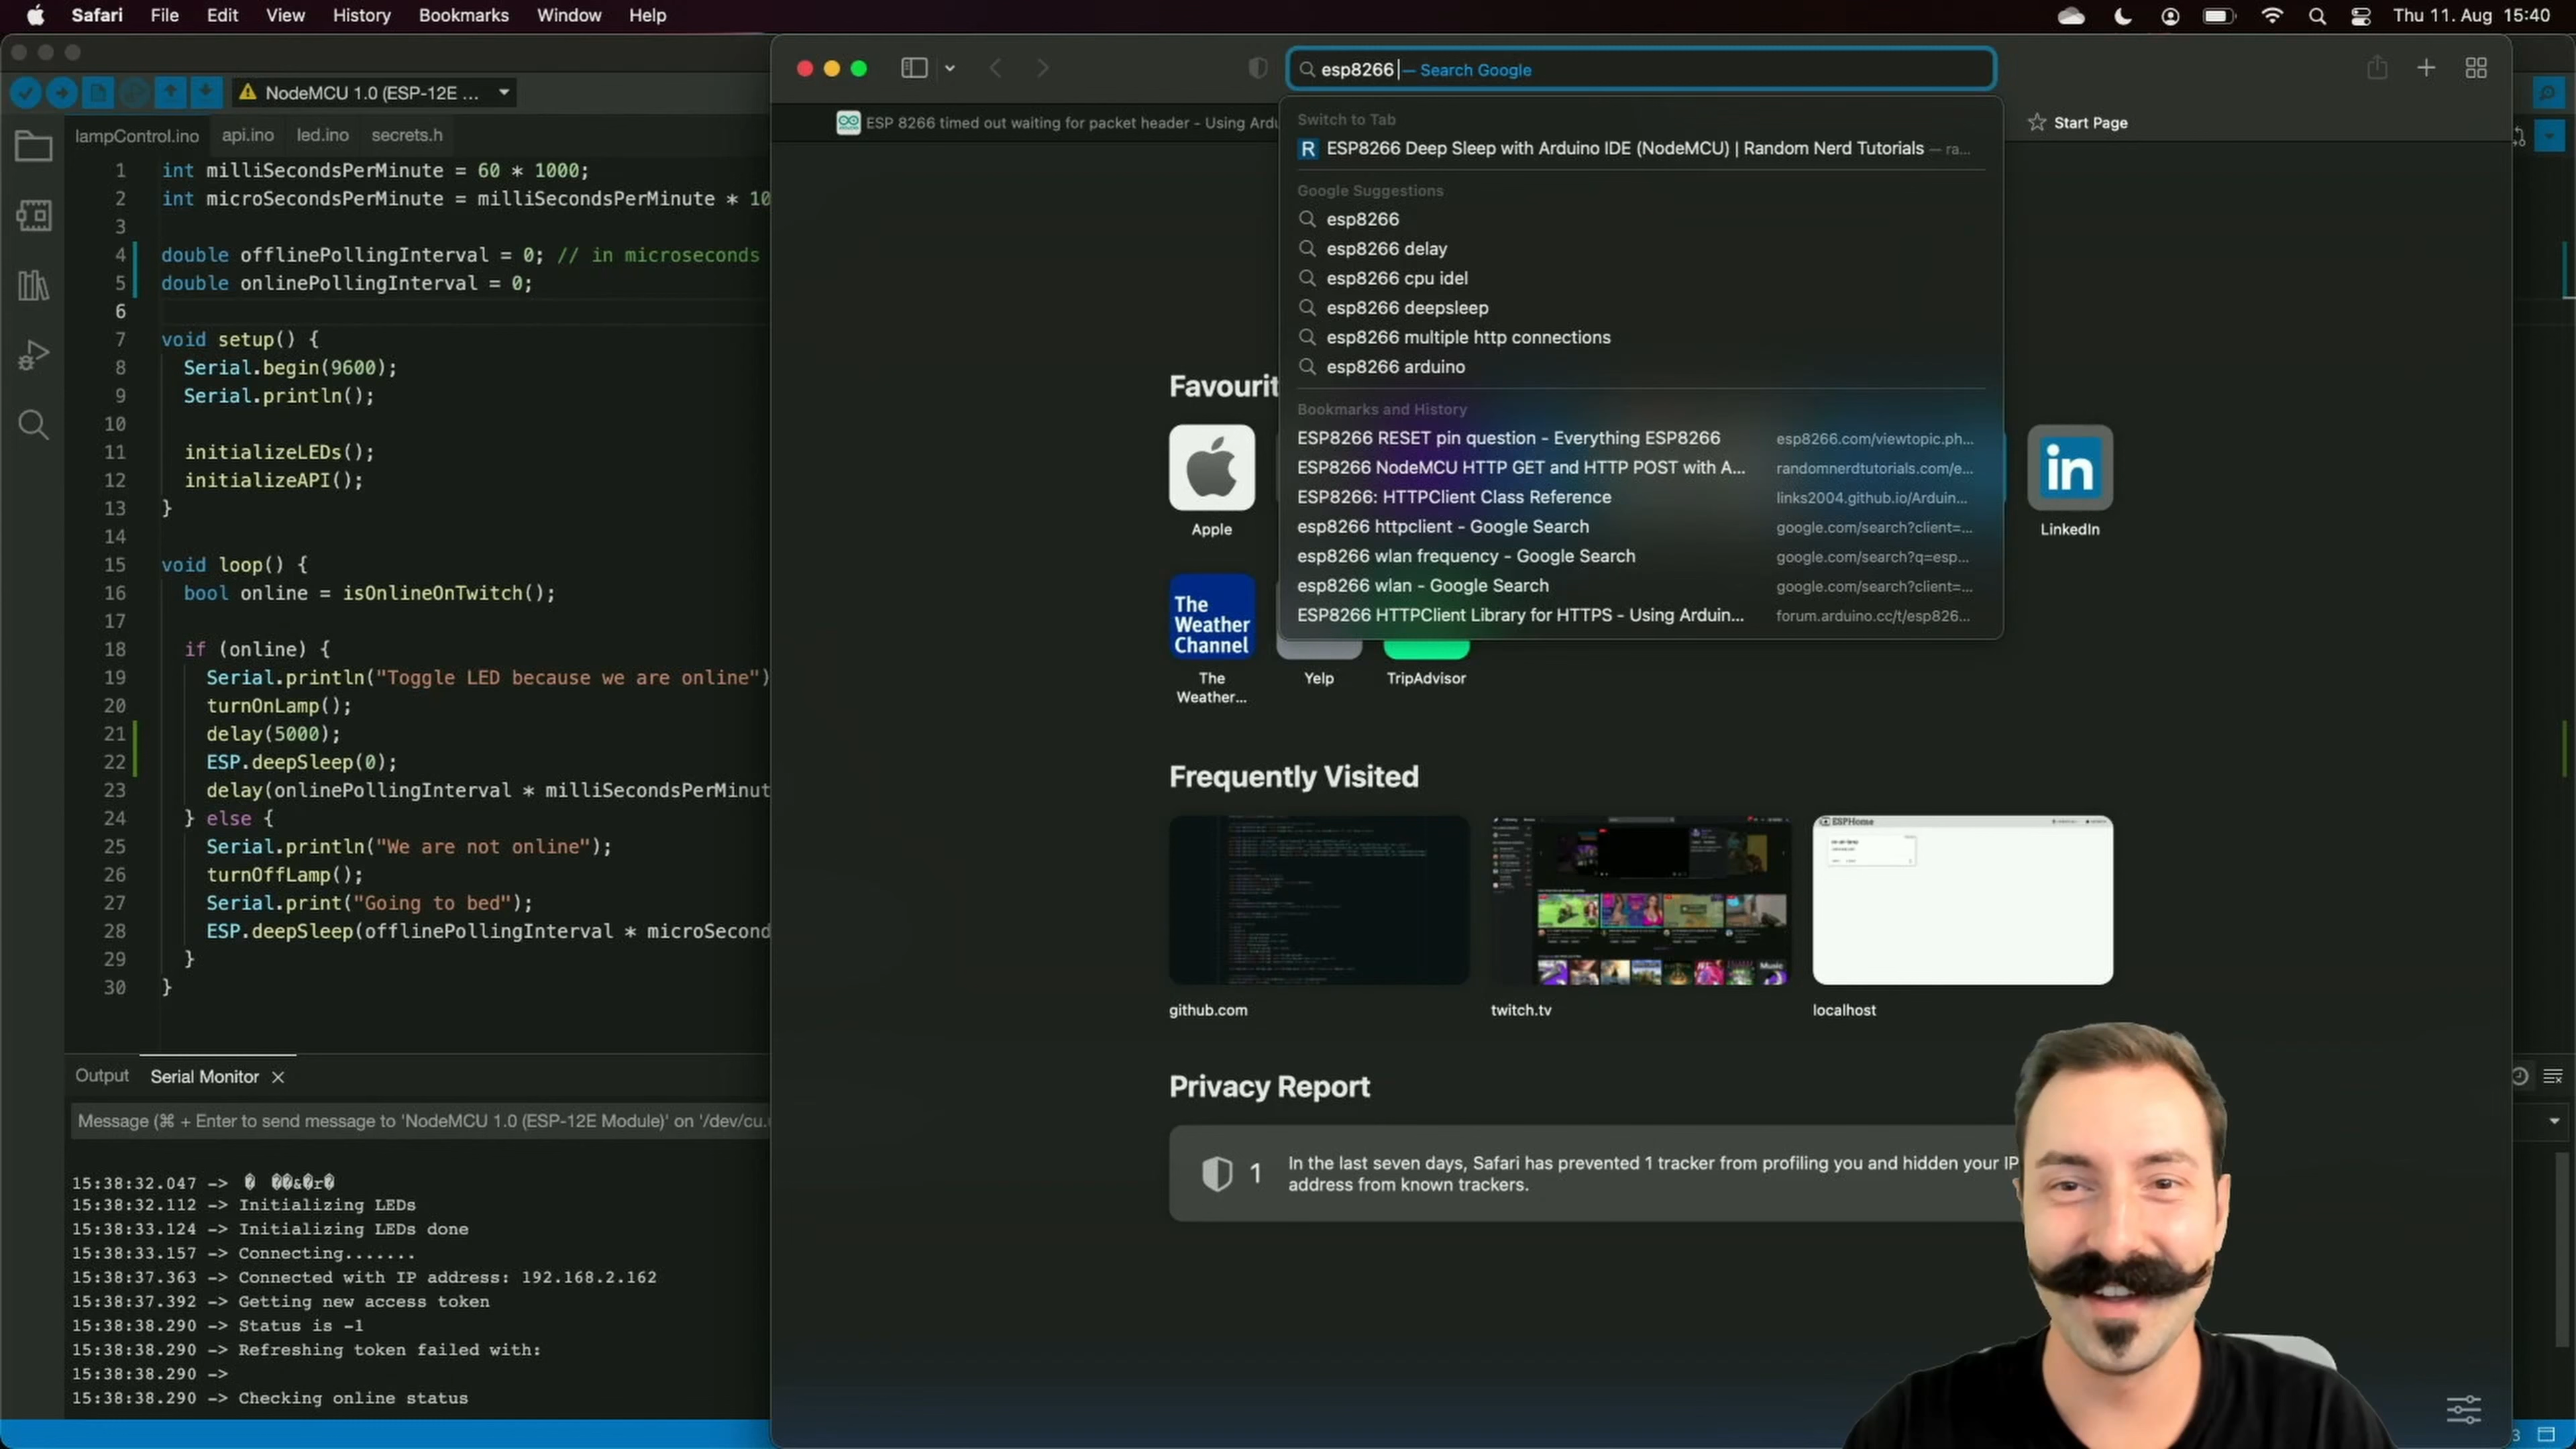 Safari File Edit View History Bookmarks Window Help
Thu 11. Aug 15:40
NodeMCU 1.0 (ESP-12E ...
lampControl.ino api.ino led.ino secrets.h
1 int milliSecondsPerMinute = 60 * 1000;
2 int microSecondsPerMinute = milliSecondsPerMinute * 10
3
4 double offlinePollingInterval = 0; // in microseconds
5 double onlinePollingInterval = 0;
6
7 void setup() {
8 Serial.begin(9600);
9 Serial.println();
10
11 initializeLEDs();
12 initializeAPI();
13 }
14
15 void loop() {
16 bool online = isOnlineOnTwitch();
17
18 if (online) {
19 Serial.println("Toggle LED because we are online")
20 turnOnLamp();
21 delay(5000);
22 ESP.deepSleep(0);
23 delay(onlinePollingInterval * milliSecondsPerMinut
24 } else {
25 Serial.println("We are not online");
26 turnOffLamp();
27 Serial.print("Going to bed");
28 ESP.deepSleep(offlinePollingInterval * microSecond
29 }
30 }
Output Serial Monitor
Message (⌘ + Enter to send message to 'NodeMCU 1.0 (ESP-12E Module)' on '/dev/cu.
15:38:32.047 -> � ��&�r�
15:38:32.112 -> Initializing LEDs
15:38:33.124 -> Initializing LEDs done
15:38:33.157 -> Connecting.......
15:38:37.363 -> Connected with IP address: 192.168.2.162
15:38:37.392 -> Getting new access token
15:38:38.290 -> Status is -1
15:38:38.290 -> Refreshing token failed with:
15:38:38.290 ->
15:38:38.290 -> Checking online status
esp8266 — Search Google
ESP 8266 timed out waiting for packet header - Using Ardu
Start Page
Switch to Tab
R ESP8266 Deep Sleep with Arduino IDE (NodeMCU) | Random Nerd Tutorials — ra...
Google Suggestions
esp8266
esp8266 delay
esp8266 cpu idel
esp8266 deepsleep
esp8266 multiple http connections
esp8266 arduino
Bookmarks and History
ESP8266 RESET pin question - Everything ESP8266 esp8266.com/viewtopic.ph...
ESP8266 NodeMCU HTTP GET and HTTP POST with A... randomnerdtutorials.com/e...
ESP8266: HTTPClient Class Reference links2004.github.io/Arduin...
esp8266 httpclient - Google Search google.com/search?client=...
esp8266 wlan frequency - Google Search google.com/search?q=esp...
esp8266 wlan - Google Search google.com/search?client=...
ESP8266 HTTPClient Library for HTTPS - Using Arduin... forum.arduino.cc/t/esp826...
Favourit
Apple
in
LinkedIn
The
Weather
Channel
The
Weather...
Yelp
TripAdvisor
Frequently Visited
ESPHome
Music
github.com
twitch.tv
localhost
Privacy Report
1
In the last seven days, Safari has prevented 1 tracker from profiling you and hidden your IP
address from known trackers.
3